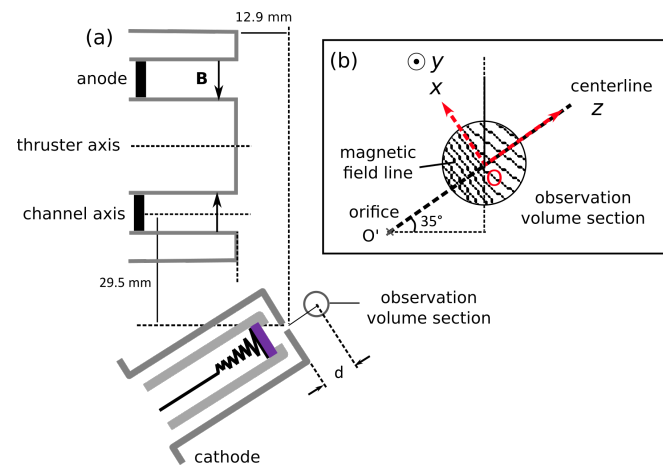 12.9 mm
(a)
anode
B
thruster axis
channel axis
29.5 mm
observation
volume section
d
cathode
(b)
y
x
centerline
z
magnetic
field line
O
observation
volume section
orifice
O'
35°